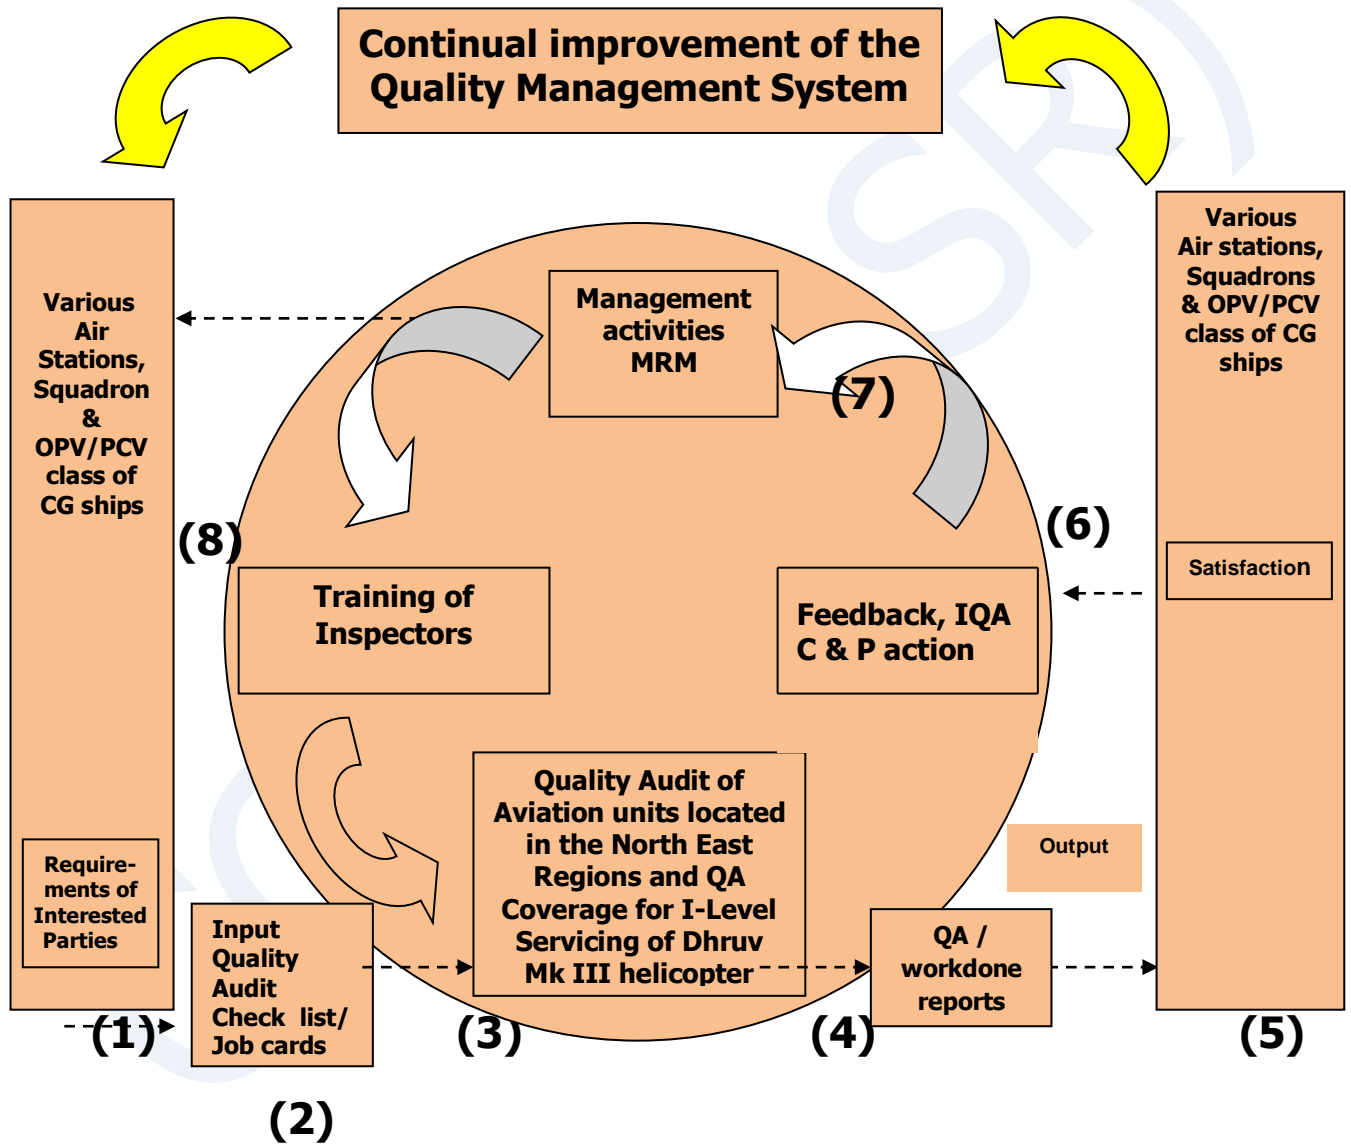 Continual improvement of the
Quality Management System
Various
Air
Stations,
Squadron
&
OPV/PCV
class of
CG ships
Require-
ments of
Interested
Parties
(1)
Input
Quality
Audit
Check list/
Job cards
(2)
(3)
Quality Audit of
Aviation units located
in the North East
Regions and QA
Coverage for I-Level
Servicing of Dhruv
Mk III helicopter
(4)
QA /
workdone
reports
Output
(5)
Various
Air stations,
Squadrons
& OPV/PCV
class of CG
ships
Satisfaction
(6)
Feedback, IQA
C & P action
(7)
Management
activities
MRM
(8)
Training of
Inspectors
SR)